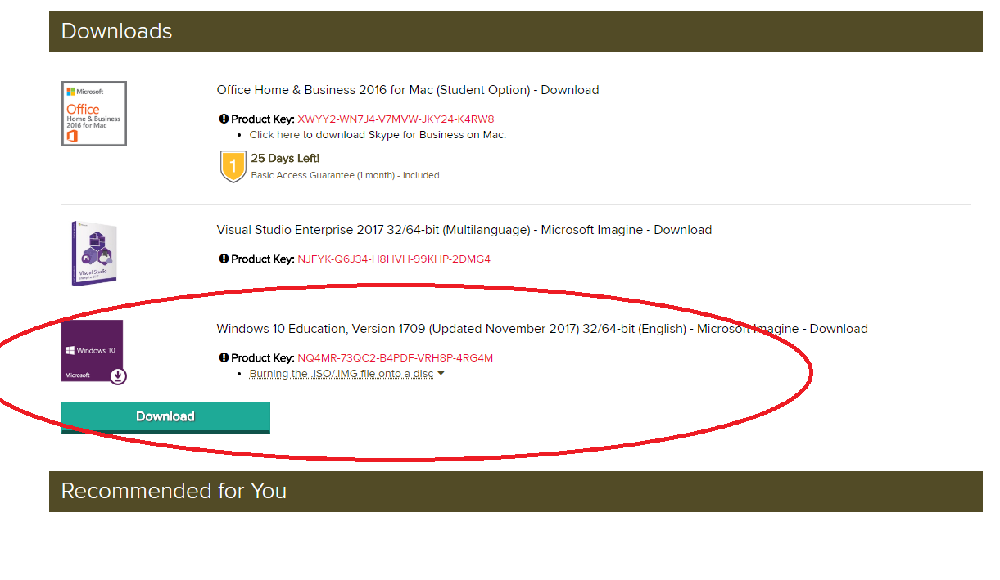 Downloads
Microsoft
Office
Home & Business
2016 for Mac
Office Home & Business 2016 for Mac (Student Option) - Download
Product Key: XWYY2-WN7J4-V7MVW-JKY24-K4RW8
Click here to download Skype for Business on Mac.
1
25 Days Left!
Basic Access Guarantee (1 month) - Included
Visual Studio
Visual Studio Enterprise 2017 32/64-bit (Multilanguage) - Microsoft Imagine - Download
Product Key: NJFYK-Q6J34-H8HVH-99KHP-2DMG4
Windows 10
Microsoft
Windows 10 Education, Version 1709 (Updated November 2017) 32/64-bit (English) - Microsoft Imagine - Download
Product Key: NQ4MR-73QC2-B4PDF-VRH8P-4RG4M
Burning the .ISO/.IMG file onto a disc
Download
Recommended for You